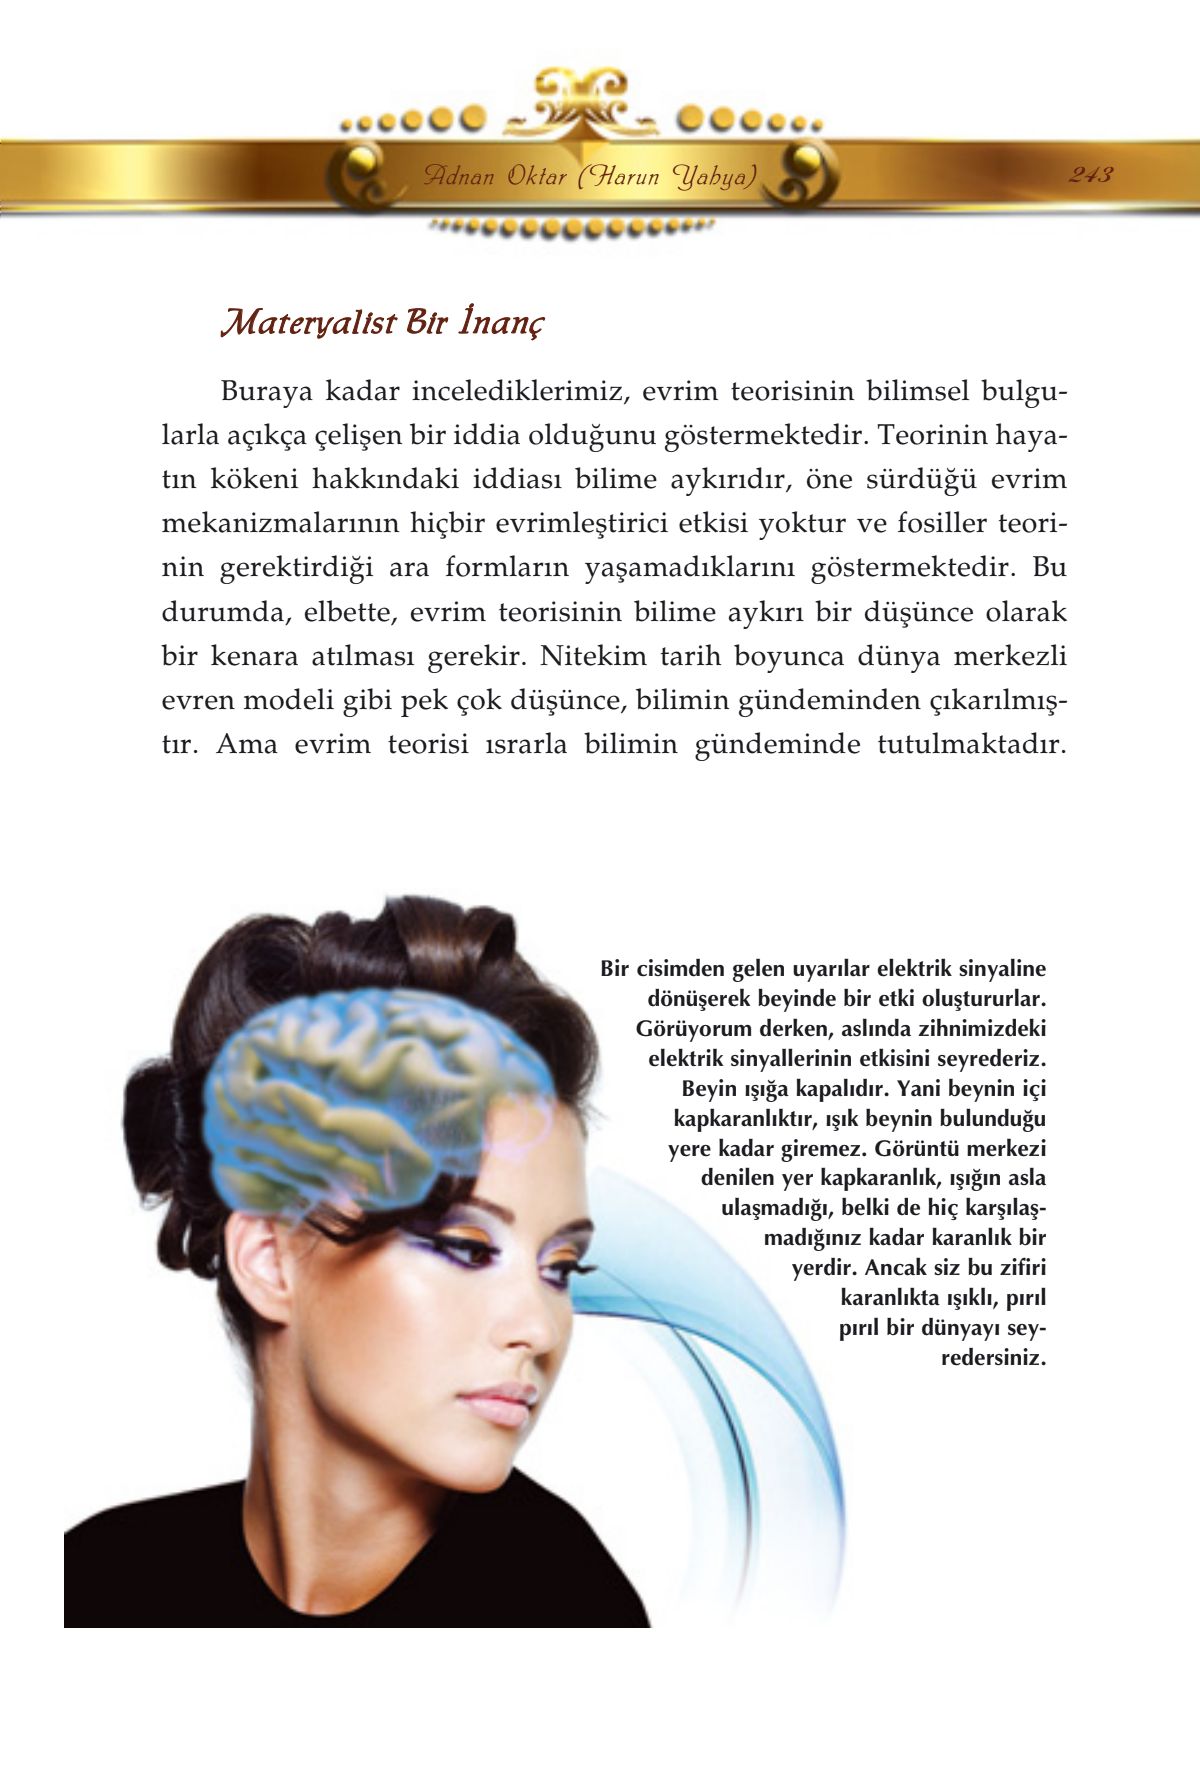 Adnan Oktar (Harun Yahya)
243
Materyalist Bir İnanç
Buraya kadar incelediklerimiz, evrim teorisinin bilimsel bulgu-
larla açıkça çelişen bir iddia olduğunu göstermektedir. Teorinin haya-
tın kökeni hakkındaki iddiası bilime aykırıdır, öne sürdüğü evrim
mekanizmalarının hiçbir evrimleştirici etkisi yoktur ve fosiller teori-
nin gerektirdiği ara formların yaşamadıklarını göstermektedir. Bu
durumda, elbette, evrim teorisinin bilime aykırı bir düşünce olarak
bir kenara atılması gerekir. Nitekim tarih boyunca dünya merkezli
evren modeli gibi pek çok düşünce, bilimin gündeminden çıkarılmış-
tır. Ama evrim teorisi ısrarla bilimin gündeminde tutulmaktadır.
Bir cisimden gelen uyarılar elektrik sinyaline
dönüşerek beyinde bir etki oluştururlar.
Görüyorum derken, aslında zihnimizdeki
elektrik sinyallerinin etkisini seyrederiz.
Beyin ışığa kapalıdır. Yani beynin içi
kapkaranlıktır, ışık beynin bulunduğu
yere kadar giremez. Görüntü merkezi
denilen yer kapkaranlık, ışığın asla
ulaşmadığı, belki de hiç karşılaş-
madığınız kadar karanlık bir
yerdir. Ancak siz bu zifiri
karanlıkta ışıklı, pırıl
pırıl bir dünyayı sey-
redersiniz.